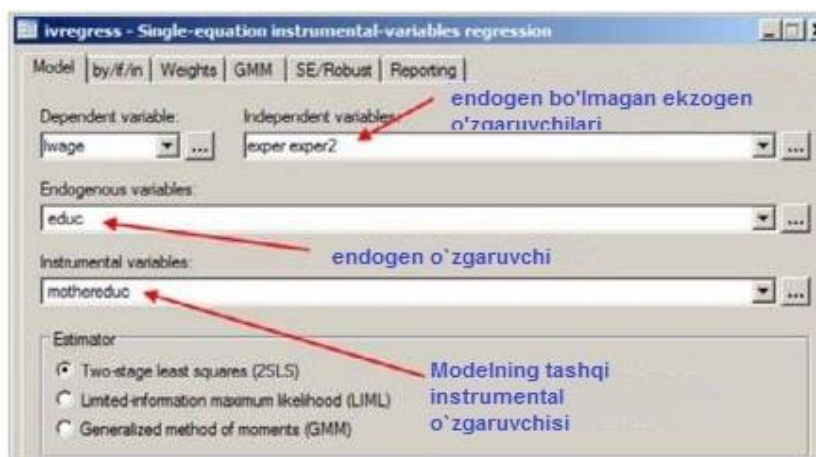 ivregress - Single-equation instrumental-variables regression
Model by/if/in Weights GMM SE/Robust Reporting
endogen bo'lmagan ekzogen
o'zgaruvchilari
Dependent variable: Independent variables:
lwage ... exper exper2 ...
Endogenous variables:
educ ...
endogen o`zgaruvchi
Instrumental variables:
mothereduc ...
Estimator
Two-stage least squares (2SLS)
Limited-information maximum likelihood (LIML)
Generalized method of moments (GMM)
Modelning tashqi
instrumental
o`zgaruvchisi